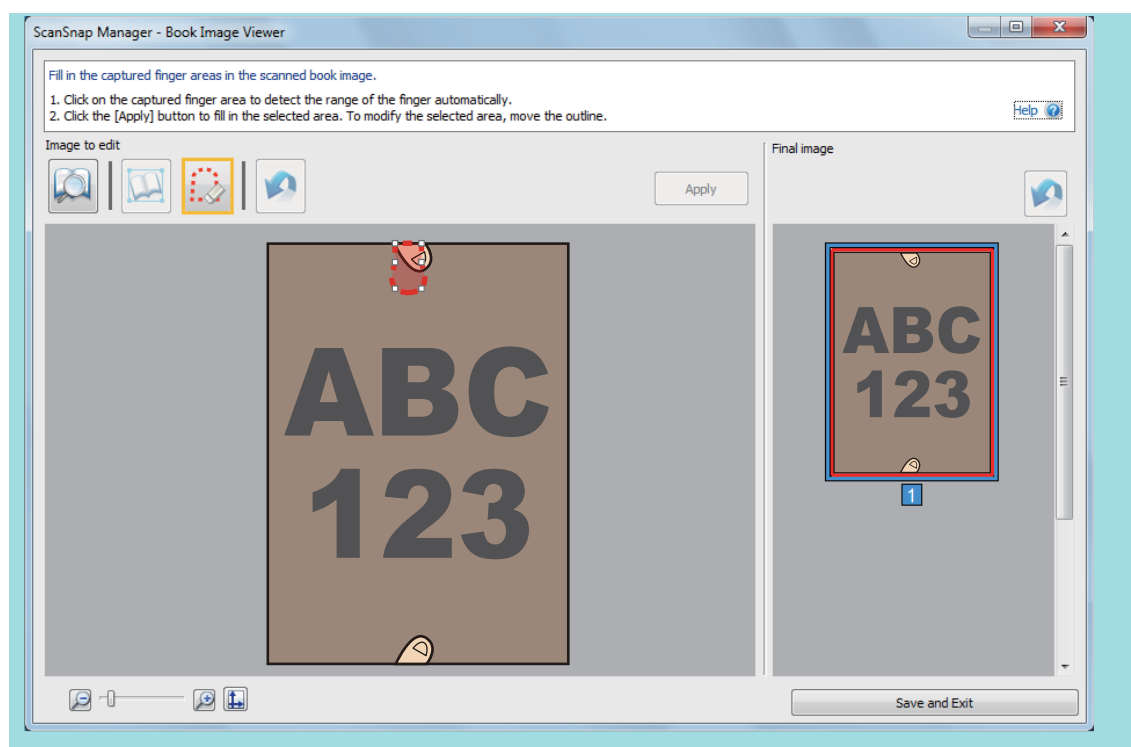 ScanSnap Manager - Book Image Viewer
Fill in the captured finger areas in the scanned book image.
1. Click on the captured finger area to detect the range of the finger automatically.
2. Click the [Apply] button to fill in the selected area. To modify the selected area, move the outline.
Help
Image to edit
Final image
Apply
ABC
123
ABC
123
1
Save and Exit